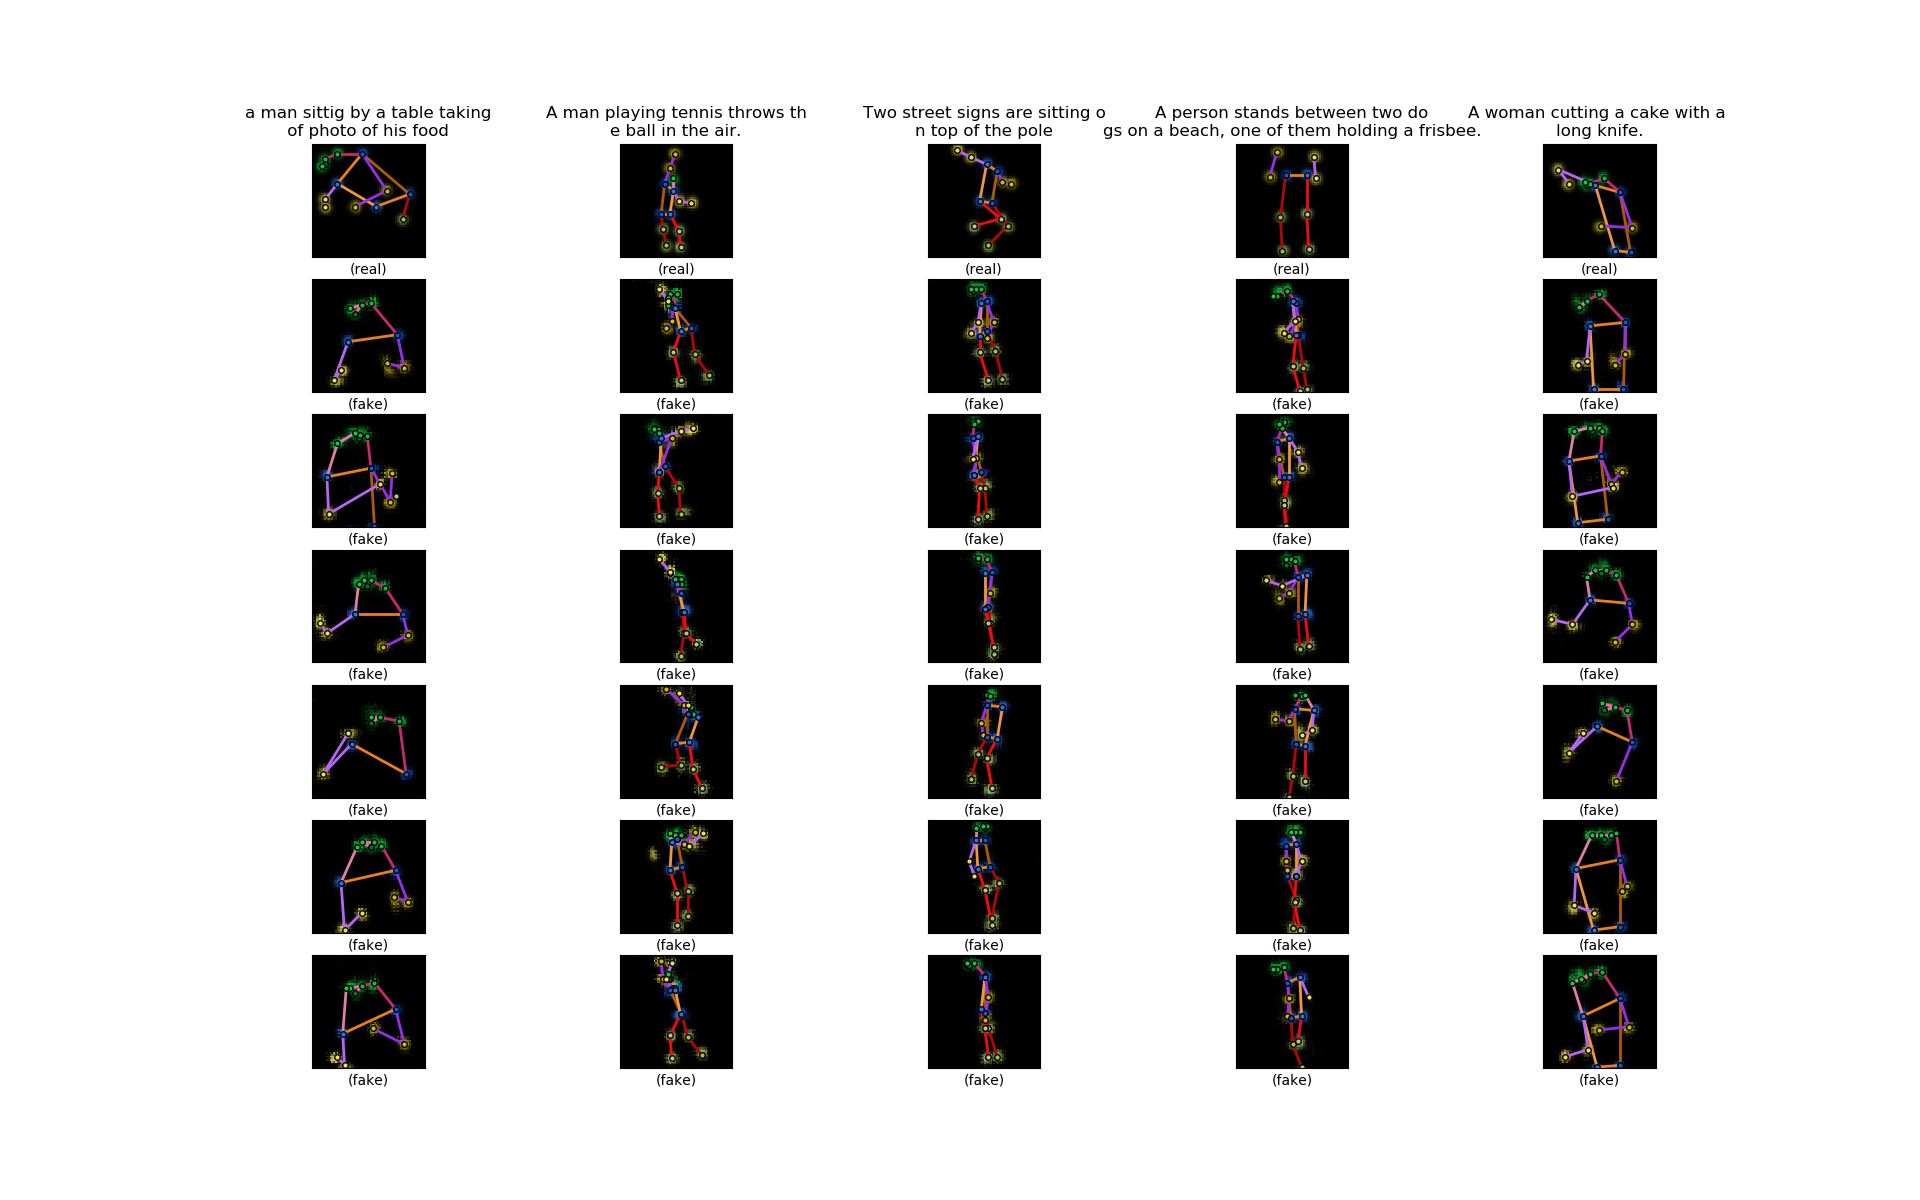 a man sittig by a table taking
of photo of his food
A man playing tennis throws th
e ball in the air.
Two street signs are sitting o
n top of the pole
A person stands between two do
gs on a beach, one of them holding a frisbee.
A woman cutting a cake with a
long knife.
(real) (real) (real) (real) (real)
(fake) (fake) (fake) (fake) (fake)
(fake) (fake) (fake) (fake) (fake)
(fake) (fake) (fake) (fake) (fake)
(fake) (fake) (fake) (fake) (fake)
(fake) (fake) (fake) (fake) (fake)
(fake) (fake) (fake) (fake) (fake)